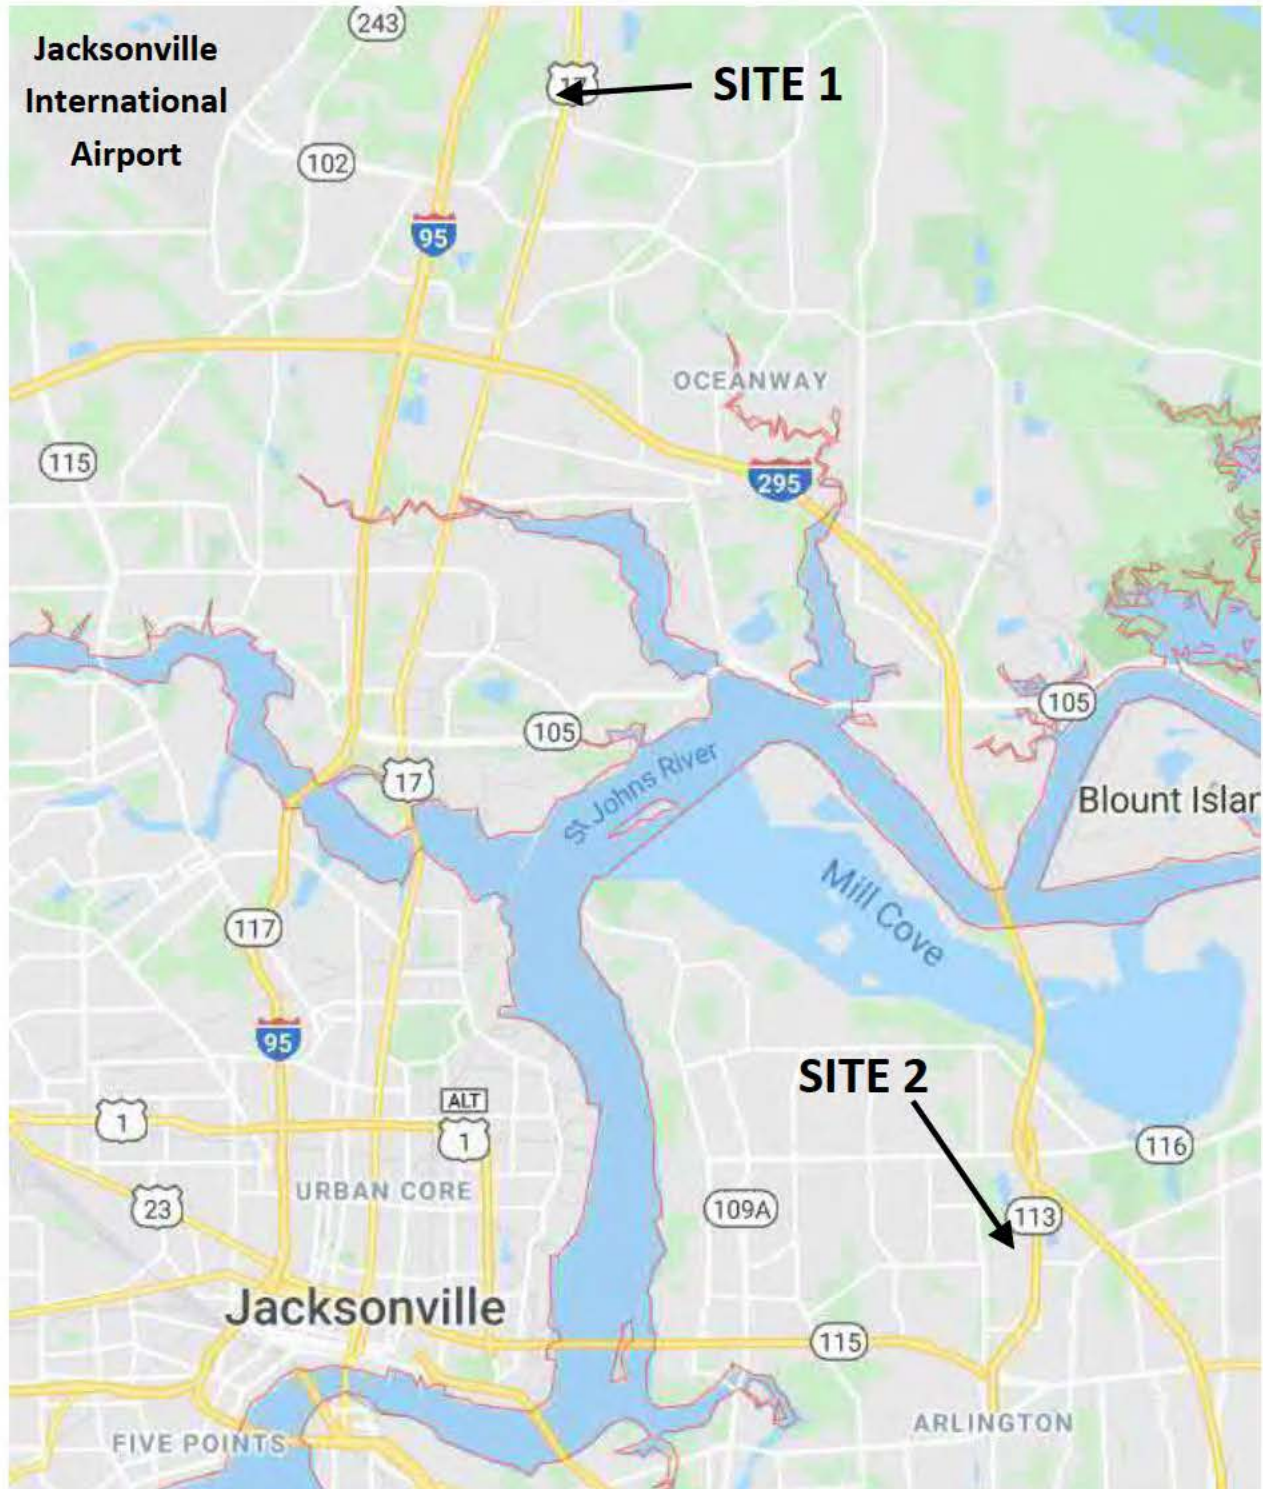 243
Jacksonville
International
Airport
17
SITE 1
102
95
OCEANWAY
115
295
105
105
17
St Johns River
Blount Islar
Mill Cove
117
95
SITE 2
ALT
1
1
116
URBAN CORE
23
109A
113
Jacksonville
115
ARLINGTON
FIVE POINTS